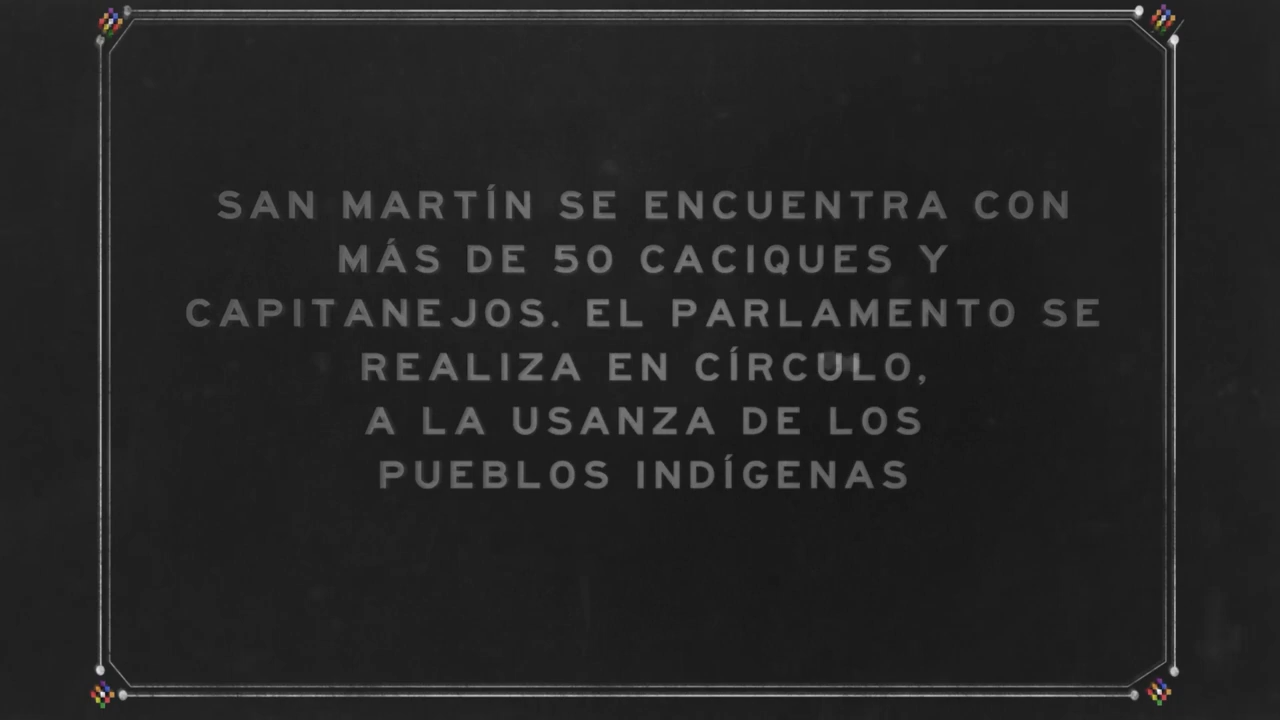 SAN MARTÍN SE ENCUENTRA CON
MÁS DE 50 CACIQUES Y
CAPITANEJOS. EL PARLAMENTO SE
REALIZA EN CÍRCULO,
A LA USANZA DE LOS
PUEBLOS INDÍGENAS